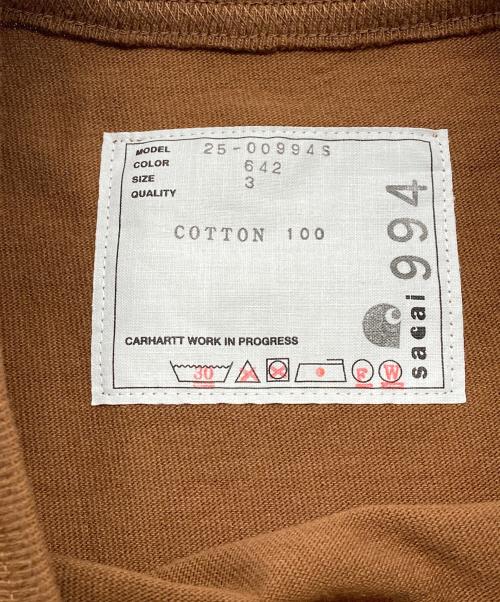 MODEL 25-00994S
COLOR 642
SIZE 3
QUALITY
COTTON 100
CARHARTT WORK IN PROGRESS
30 F W
sacai 994